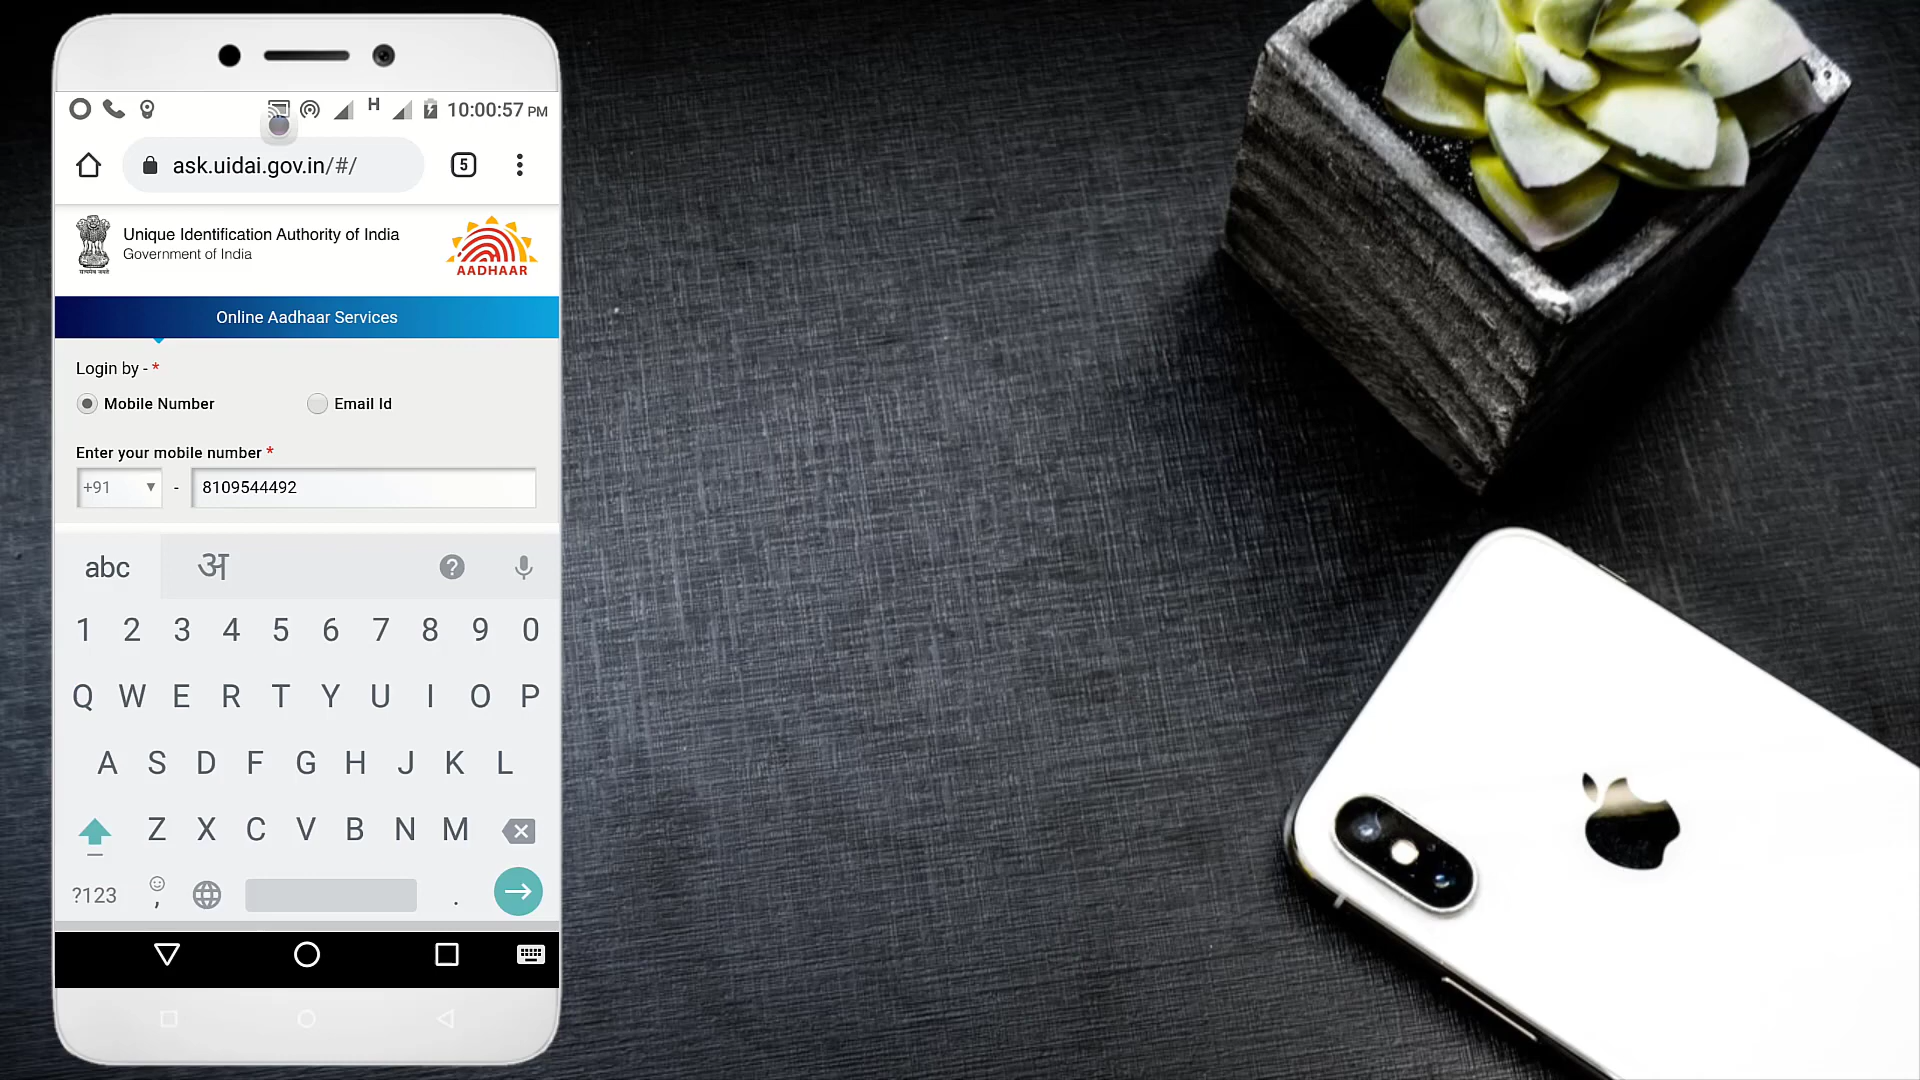 H 10:00:57 PM
ask.uidai.gov.in/#/ 5
Unique Identification Authority of India
Government of India
AADHAAR
Online Aadhaar Services
Login by - *
Mobile Number Email Id
Enter your mobile number *
+91 - 8109544492
abc अ ?
1 2 3 4 5 6 7 8 9 0
Q W E R T Y U I O P
A S D F G H J K L
Z X C V B N M
?123 , .